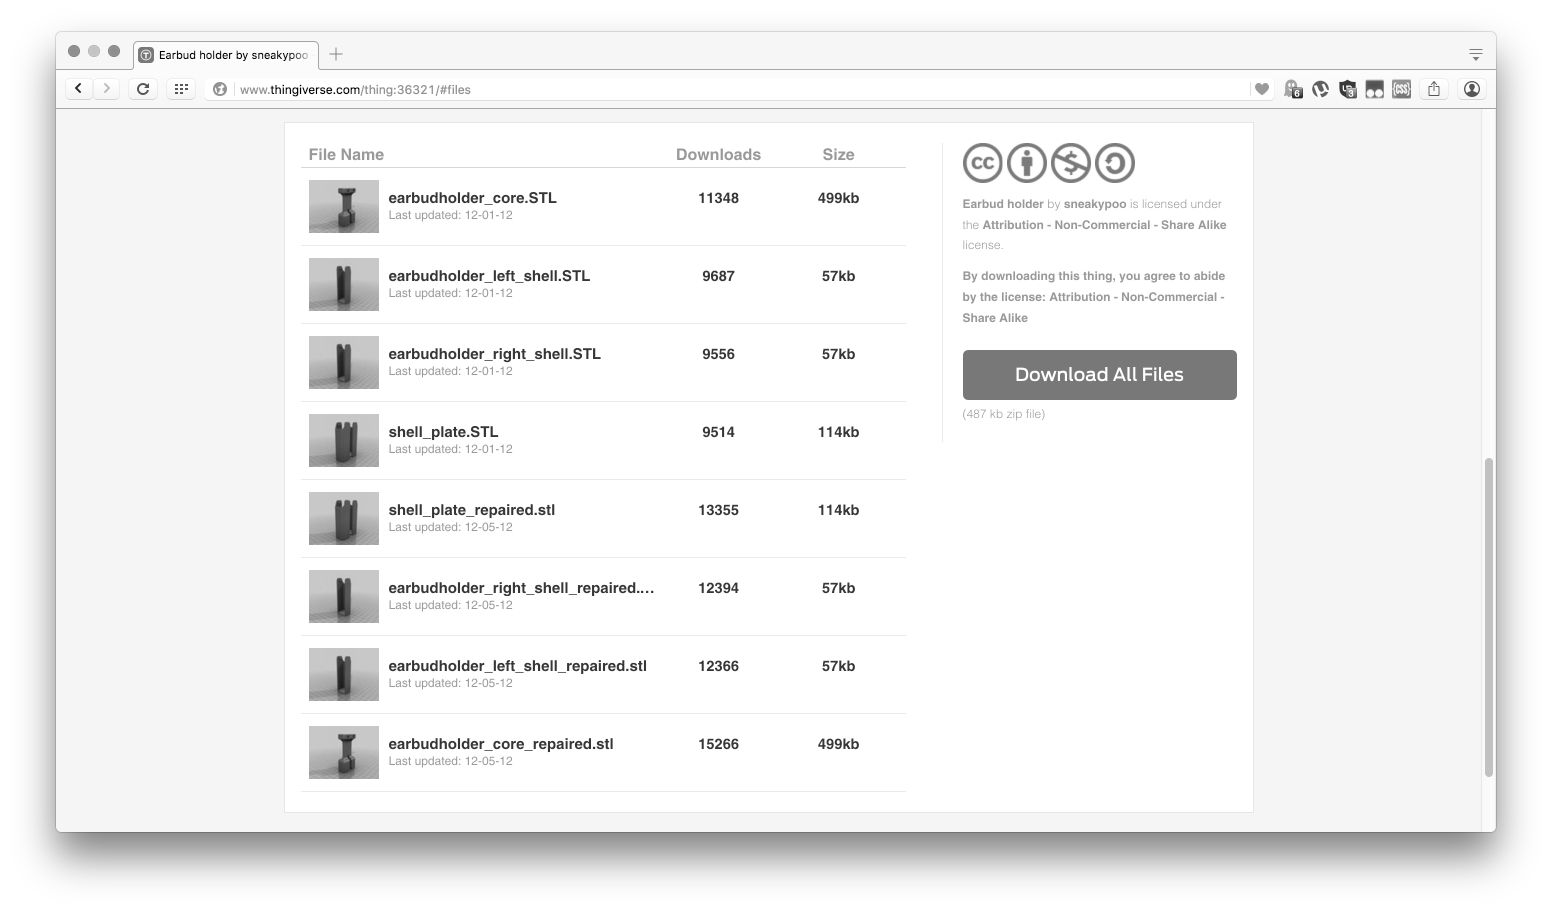 Earbud holder by sneakypoo
www.thingiverse.com/thing:36321/#files
6
3
{CSS}
File Name Downloads Size
earbudholder_core.STL 11348 499kb
Last updated: 12-01-12
earbudholder_left_shell.STL 9687 57kb
Last updated: 12-01-12
earbudholder_right_shell.STL 9556 57kb
Last updated: 12-01-12
shell_plate.STL 9514 114kb
Last updated: 12-01-12
shell_plate_repaired.stl 13355 114kb
Last updated: 12-05-12
earbudholder_right_shell_repaired.... 12394 57kb
Last updated: 12-05-12
earbudholder_left_shell_repaired.stl 12366 57kb
Last updated: 12-05-12
earbudholder_core_repaired.stl 15266 499kb
Last updated: 12-05-12
cc
$
Earbud holder by sneakypoo is licensed under
the Attribution - Non-Commercial - Share Alike
license.
By downloading this thing, you agree to abide
by the license: Attribution - Non-Commercial -
Share Alike
Download All Files
(487 kb zip file)